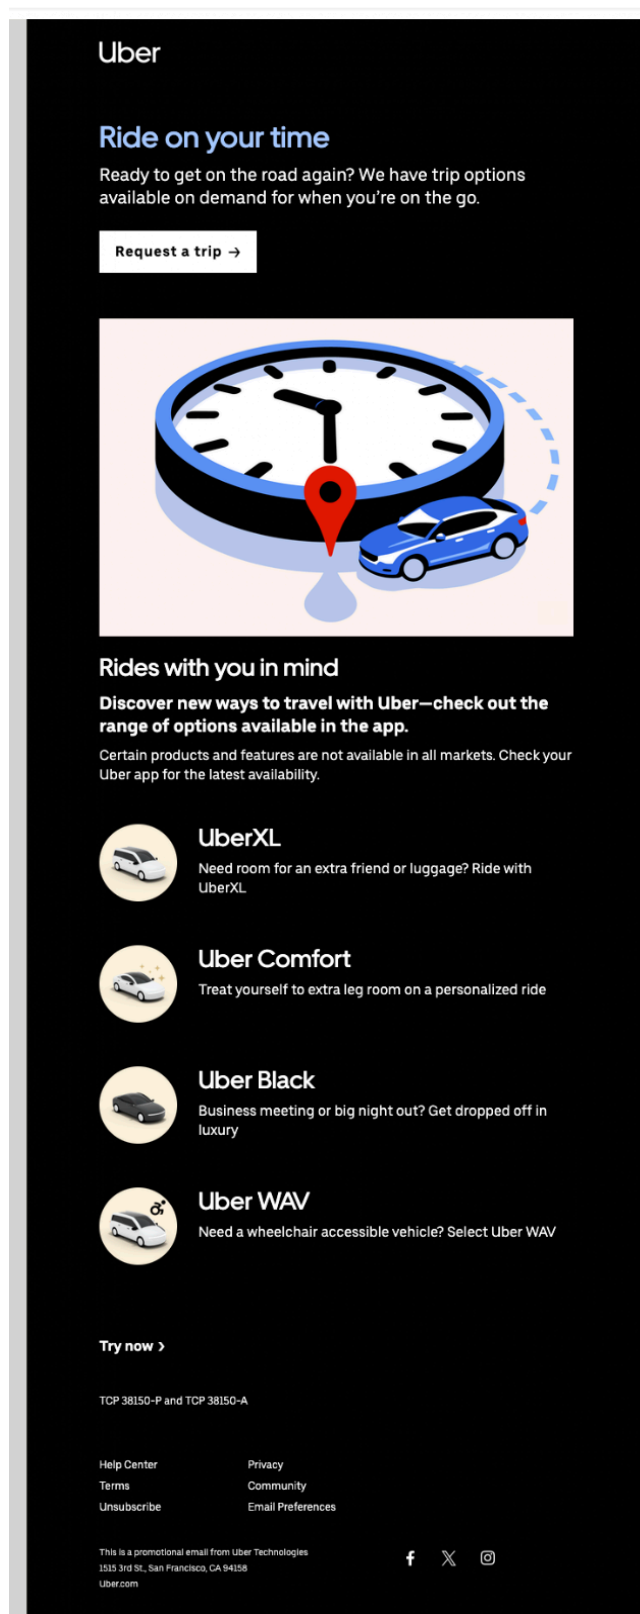 Uber
Ride on your time
Ready to get on the road again? We have trip options
available on demand for when you’re on the go.
Request a trip →
Rides with you in mind
Discover new ways to travel with Uber—check out the
range of options available in the app.
Certain products and features are not available in all markets. Check your
Uber app for the latest availability.
UberXL
Need room for an extra friend or luggage? Ride with
UberXL
Uber Comfort
Treat yourself to extra leg room on a personalized ride
Uber Black
Business meeting or big night out? Get dropped off in
luxury
Uber WAV
Need a wheelchair accessible vehicle? Select Uber WAV
Try now ›
TCP 38150-P and TCP 38150-A
Help Center Privacy
Terms Community
Unsubscribe Email Preferences
This is a promotional email from Uber Technologies
1515 3rd St., San Francisco, CA 94158
Uber.com